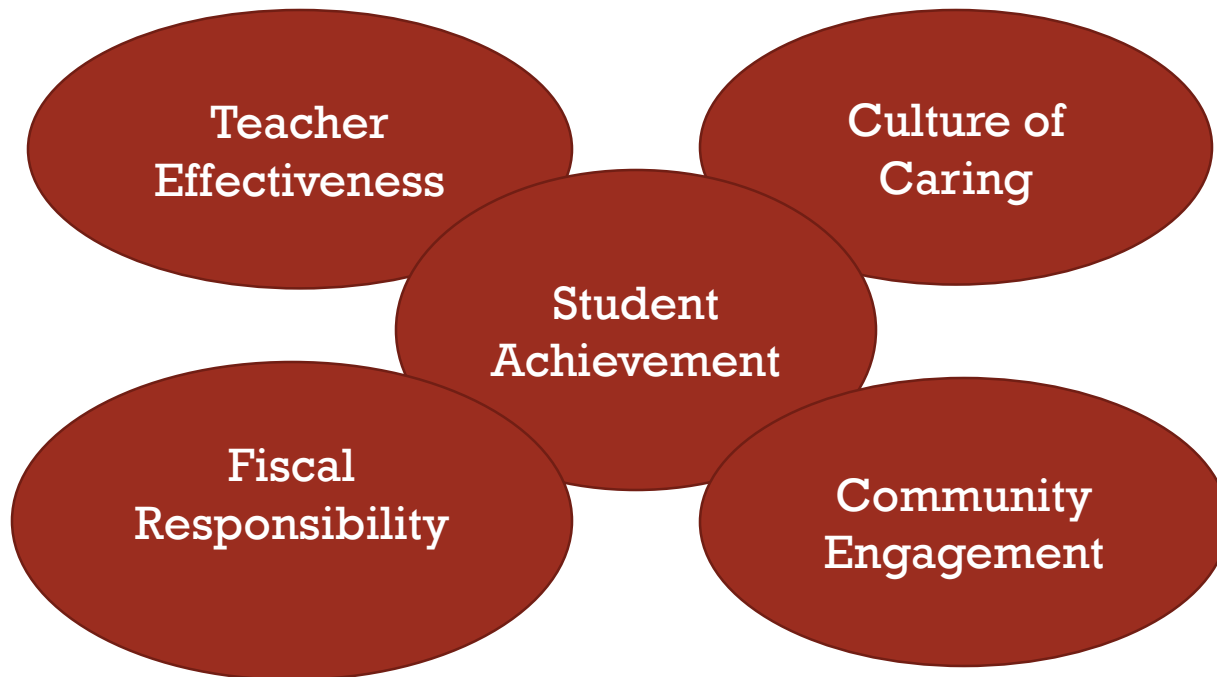 Teacher
Effectiveness
Culture of
Caring
Student
Achievement
Fiscal
Responsibility
Community
Engagement